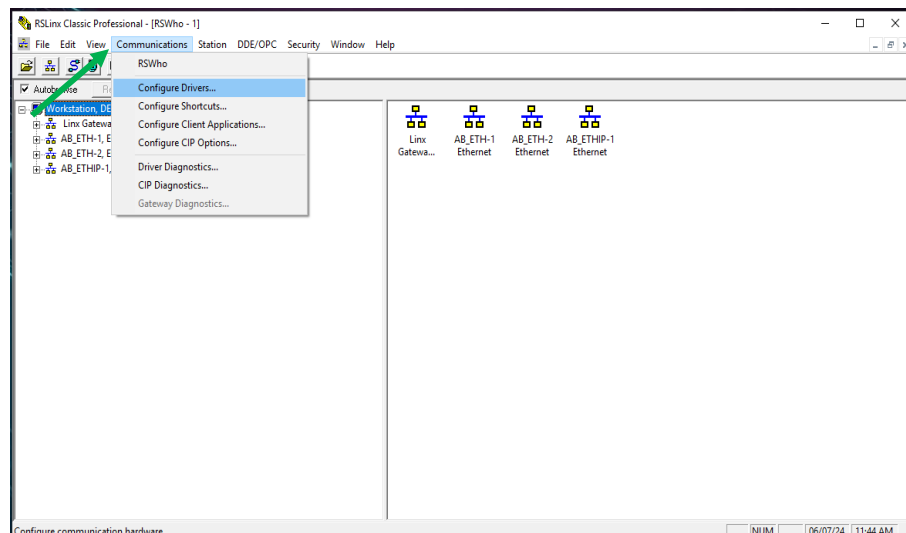 RSLinx Classic Professional - [RSWho - 1]
File Edit View Communications Station DDE/OPC Security Window Help
RSWho
Configure Drivers...
Configure Shortcuts...
Configure Client Applications...
Configure CIP Options...
Driver Diagnostics...
CIP Diagnostics...
Gateway Diagnostics...
Workstation, DE
Linx Gatewa
AB_ETH-1, E
AB_ETH-2, E
AB_ETHIP-1,
Linx
Gatewa...
AB_ETH-1
Ethernet
AB_ETH-2
Ethernet
AB_ETHIP-1
Ethernet
Configure communication hardware
NUM 06/07/24 11:44 AM